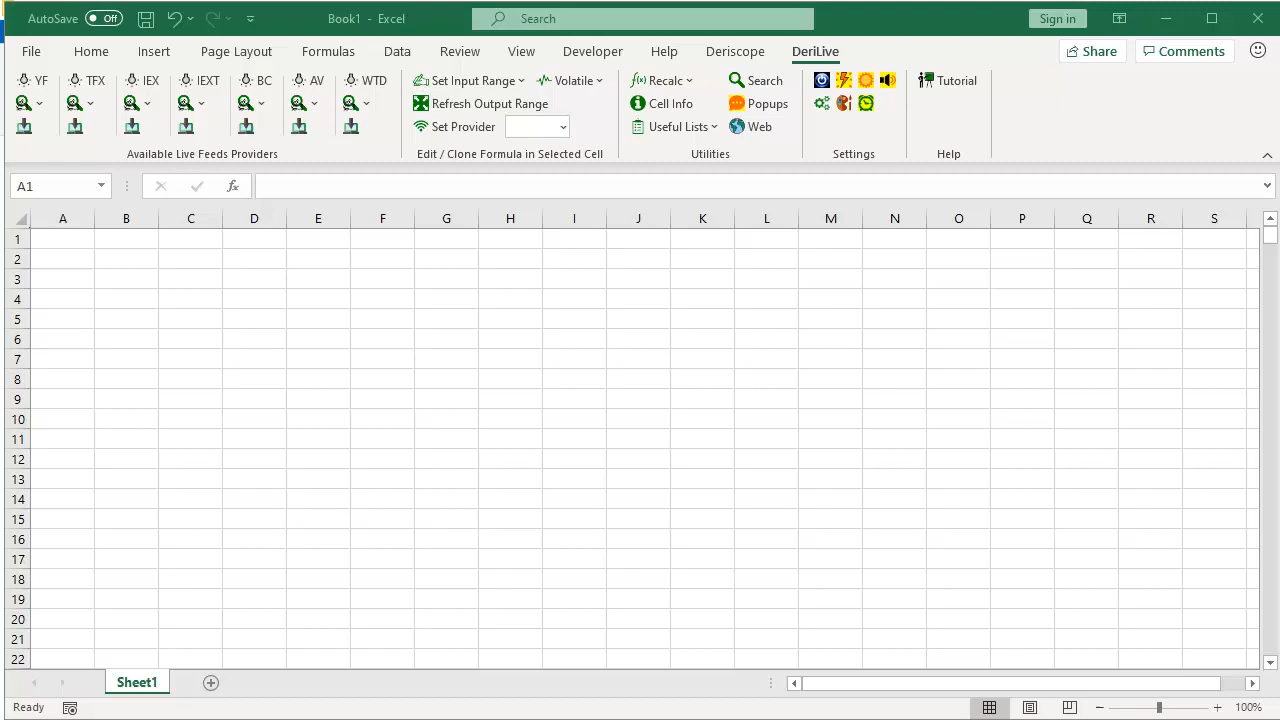 AutoSave Off Book1 - Excel Search Sign in
File Home Insert Page Layout Formulas Data Review View Developer Help Deriscope DeriLive Share Comments
YF TFX IEX IEXT BC AV WTD Set Input Range Volatile Recalc Search Tutorial
Refresh Output Range Cell Info Popups
Set Provider Useful Lists Web
Available Live Feeds Providers Edit / Clone Formula in Selected Cell Utilities Settings Help
A1 fx
A B C D E F G H I J K L M N O P Q R S
1
2
3
4
5
6
7
8
9
10
11
12
13
14
15
16
17
18
19
20
21
22
Sheet1
Ready 100%